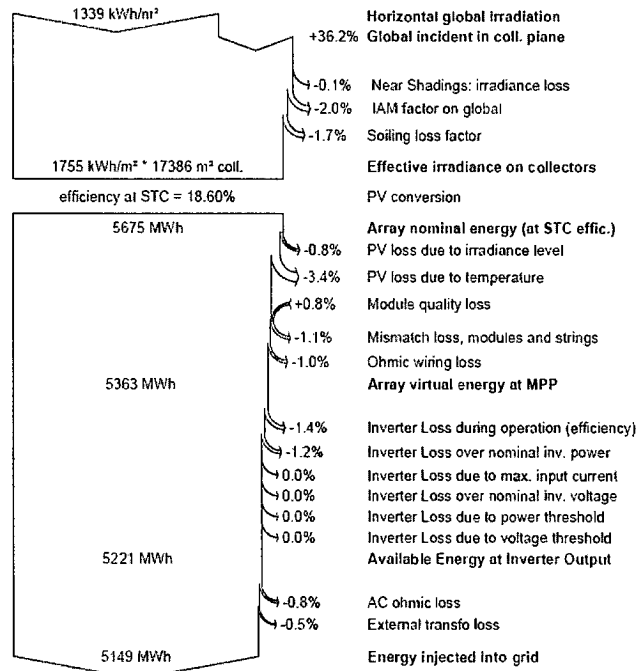 1339 kWh/m² Horizontal global irradiation
+36.2% Global incident in coll. plane
-0.1% Near Shadings: irradiance loss
-2.0% IAM factor on global
-1.7% Soiling loss factor
1755 kWh/m² * 17386 m² coll. Effective irradiance on collectors
efficiency at STC = 18.60% PV conversion
5675 MWh Array nominal energy (at STC effic.)
-0.8% PV loss due to irradiance level
-3.4% PV loss due to temperature
+0.8% Module quality loss
-1.1% Mismatch loss, modules and strings
-1.0% Ohmic wiring loss
5363 MWh Array virtual energy at MPP
-1.4% Inverter Loss during operation (efficiency)
-1.2% Inverter Loss over nominal inv. power
0.0% Inverter Loss due to max. input current
0.0% Inverter Loss over nominal inv. voltage
0.0% Inverter Loss due to power threshold
0.0% Inverter Loss due to voltage threshold
5221 MWh Available Energy at Inverter Output
-0.8% AC ohmic loss
-0.5% External transfo loss
5149 MWh Energy injected into grid